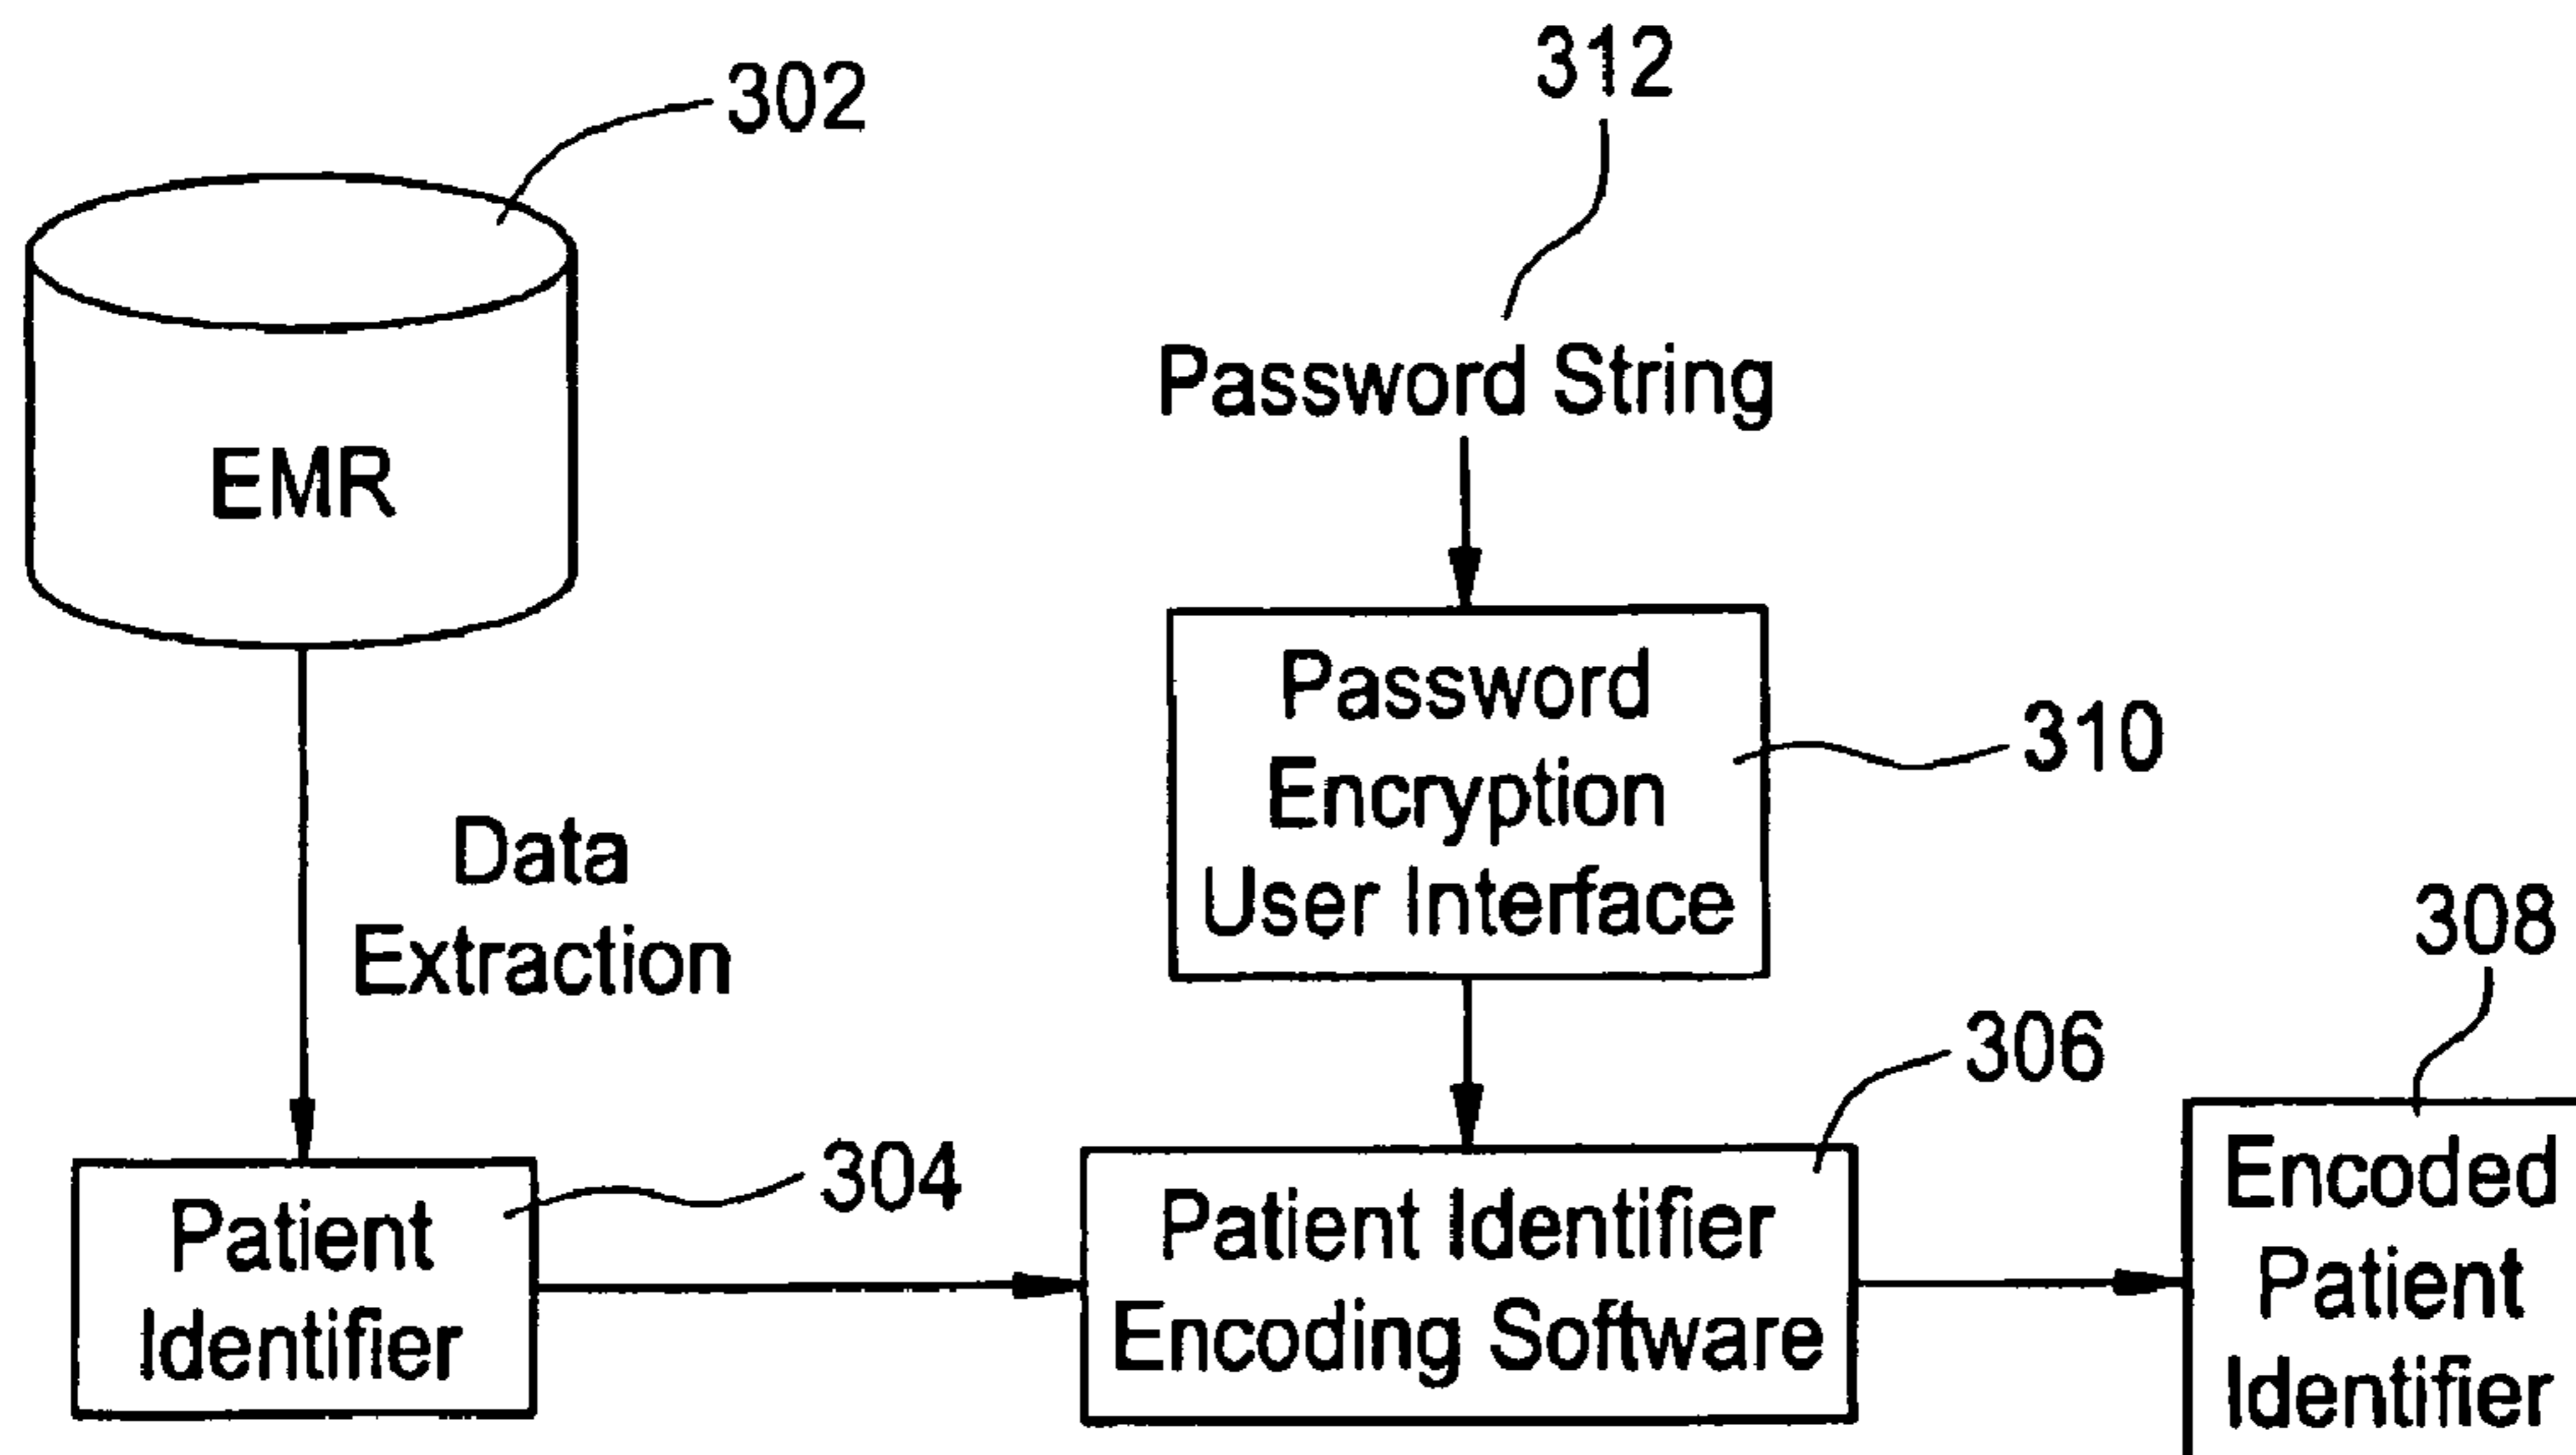 312
302
Password String
EMR
Password
Encryption
User Interface
310
Data
Extraction
308
306
304
Patient
Identifier
Patient Identifier
Encoding Software
Encoded
Patient
Identifier